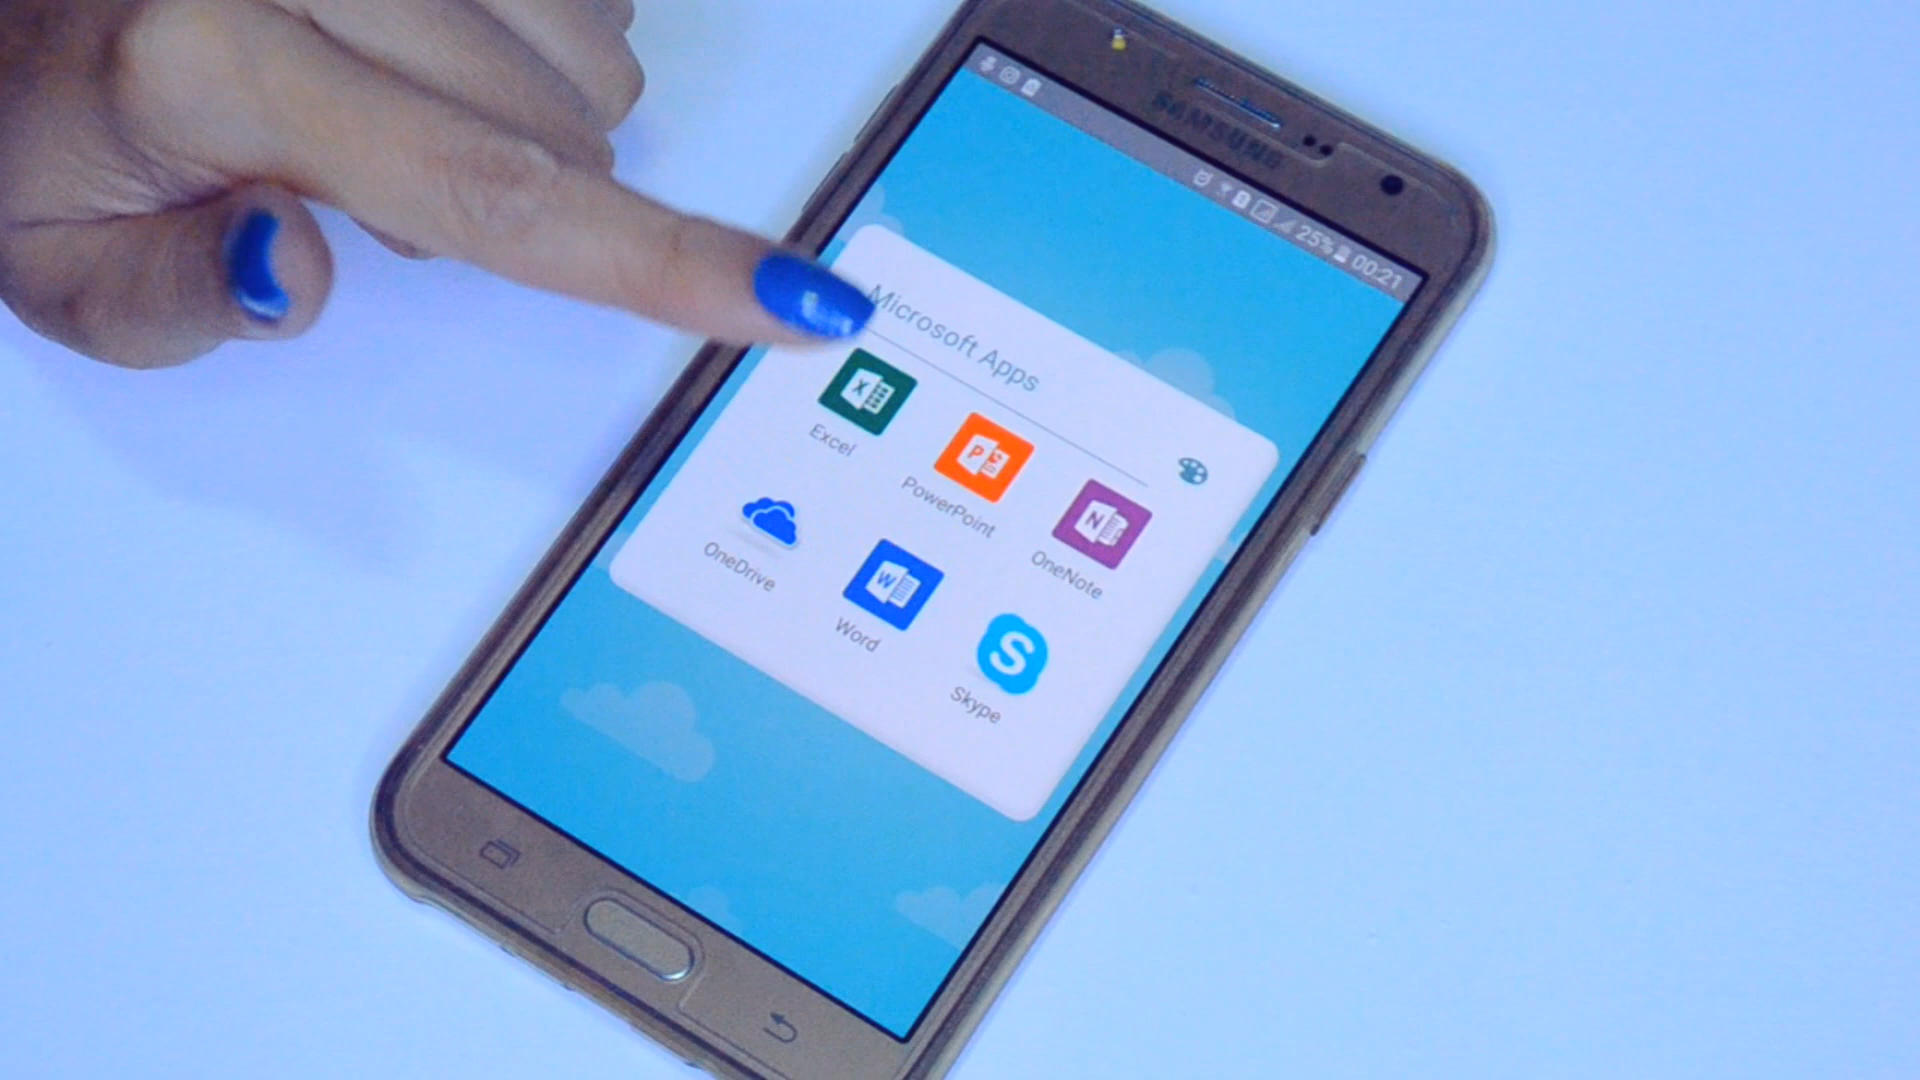 SAMSUNG
25% 00:21
Microsoft Apps
Excel
PowerPoint
OneNote
OneDrive
Word
Skype